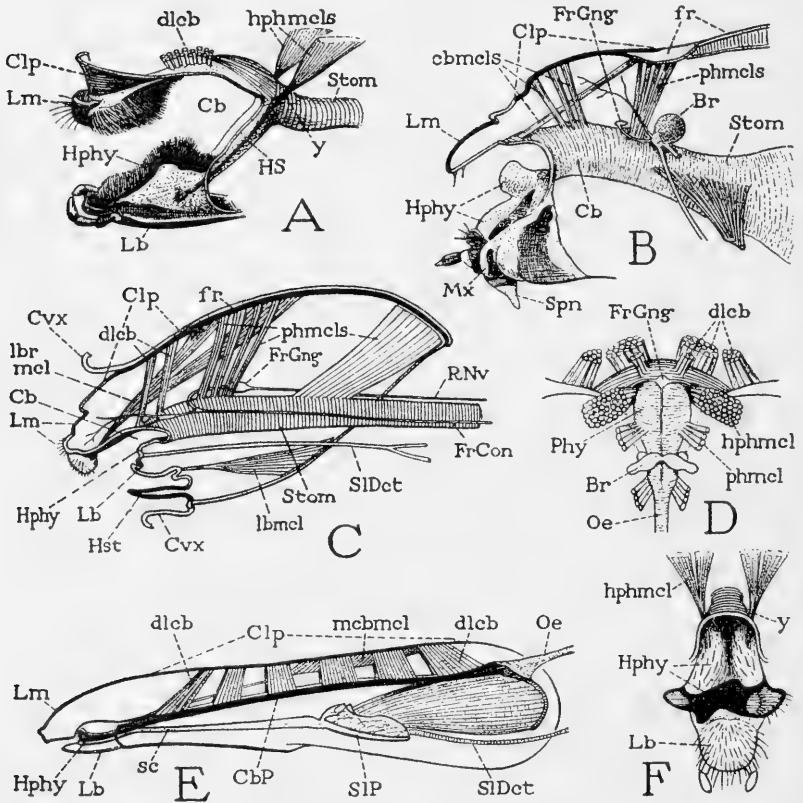 dlcb
hphmcls
Clp
Stom
Lm
Cb
Hphy
HS
y
Lb
A
Clp
FrGng
fr
cbmcls
phmcls
Br
Lm
Stom
Hphy
Cb
B
Mx
Spn
Clp
fr
Cvx
dlcb
phmcls
lbr
mcl
FrGng
Cb
RNv
Lm
FrCon
Hphy
Lb
Stom
SlDct
Hst
lbmcl
Cvx
C
FrGng
dlcb
Phy
hphmcl
Br
phmcl
Oe
D
dlcb
Clp
mcbmcl
dlcb
Oe
Lm
Hphy
Lb
sc
CbP
SlP
SlDct
E
hphmcl
y
Hphy
Lb
F